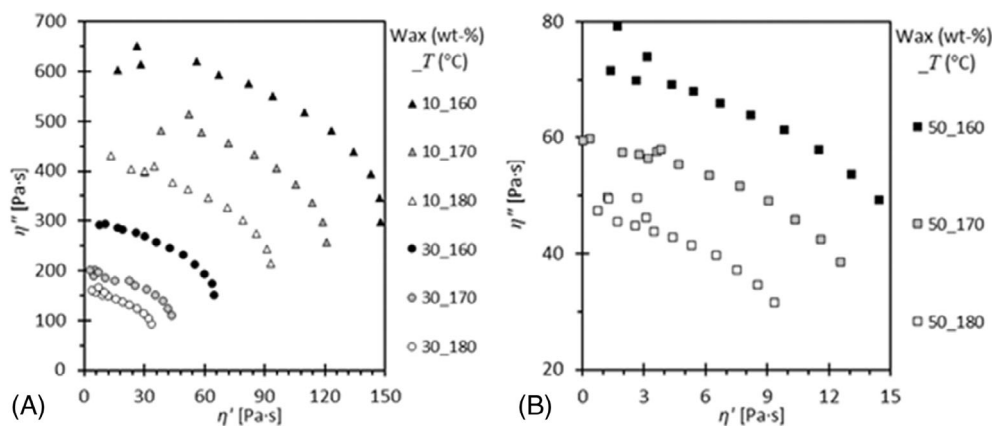 700
600
500
400
300
200
100
0
η″ [Pa·s]
0 30 60 90 120 150
η′ [Pa·s]
(A)
Wax (wt-%)
_T (°C)
10_160
10_170
10_180
30_160
30_170
30_180
80
60
40
20
η″ [Pa·s]
0 3 6 9 12 15
η′ [Pa·s]
(B)
Wax (wt-%)
_T (°C)
50_160
50_170
50_180